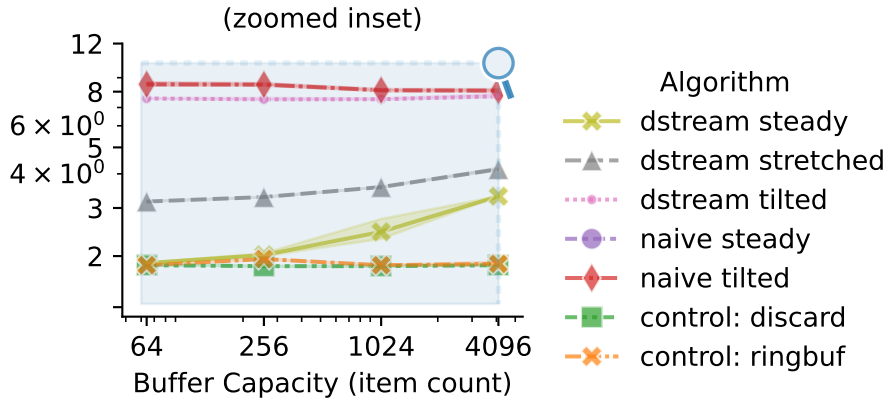 (zoomed inset)
12
8
6 × 10⁰
5
4 × 10⁰
3
2
64 256 1024 4096
Buffer Capacity (item count)
Algorithm
dstream steady
dstream stretched
dstream tilted
naive steady
naive tilted
control: discard
control: ringbuf